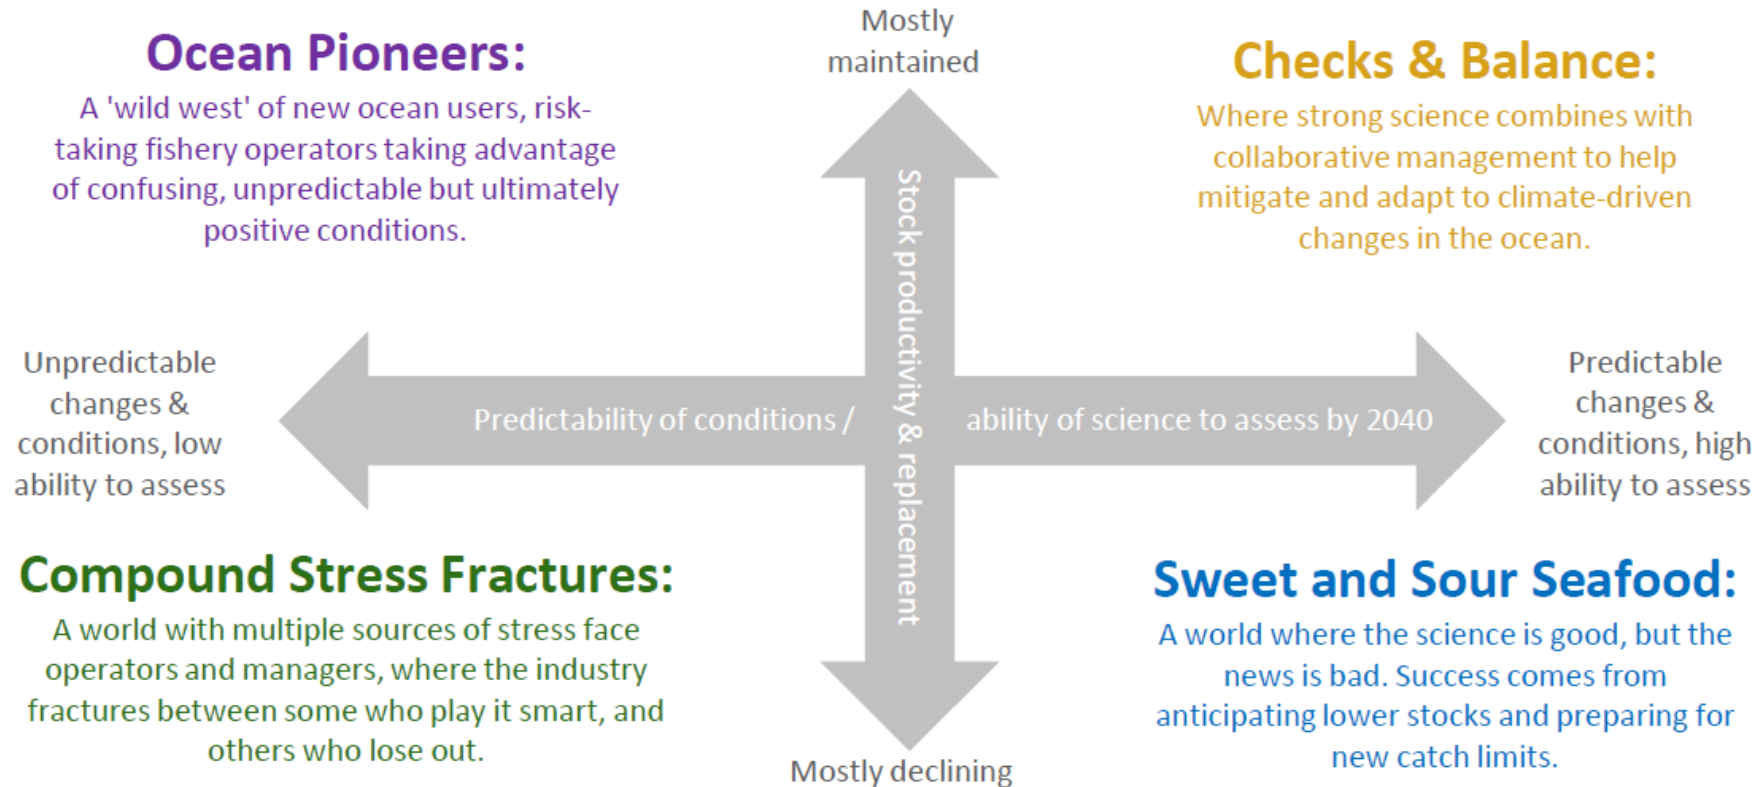 Mostly
maintained
Ocean Pioneers:
A 'wild west' of new ocean users, risk-
taking fishery operators taking advantage
of confusing, unpredictable but ultimately
positive conditions.
Checks & Balance:
Where strong science combines with
collaborative management to help
mitigate and adapt to climate-driven
changes in the ocean.
Stock productivity & replacement
Unpredictable
changes &
conditions, low
ability to assess
Predictability of conditions /
ability of science to assess by 2040
Predictable
changes &
conditions, high
ability to assess
Compound Stress Fractures:
A world with multiple sources of stress face
operators and managers, where the industry
fractures between some who play it smart, and
others who lose out.
Sweet and Sour Seafood:
A world where the science is good, but the
news is bad. Success comes from
anticipating lower stocks and preparing for
new catch limits.
Mostly declining